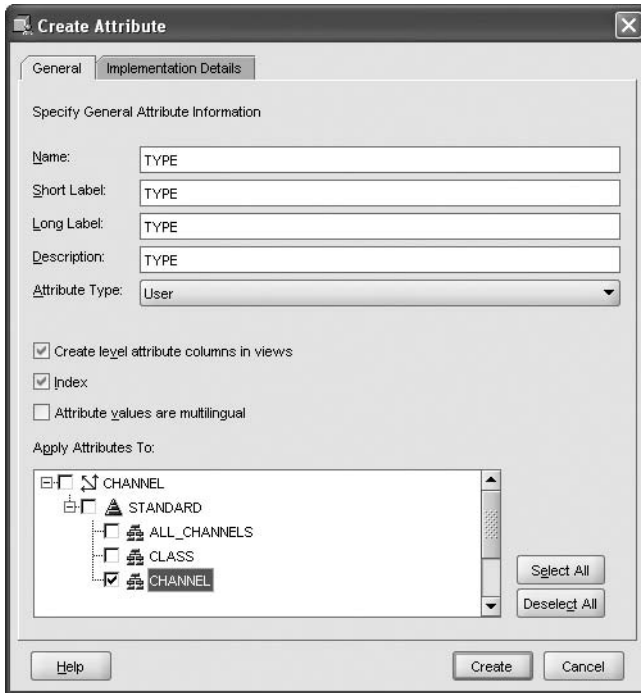 Create Attribute
General Implementation Details
Specify General Attribute Information
Name: TYPE
Short Label: TYPE
Long Label: TYPE
Description: TYPE
Attribute Type: User
Create level attribute columns in views
Index
Attribute values are multilingual
Apply Attributes To:
CHANNEL
STANDARD
ALL_CHANNELS
CLASS
CHANNEL
Select All
Deselect All
Help Create Cancel